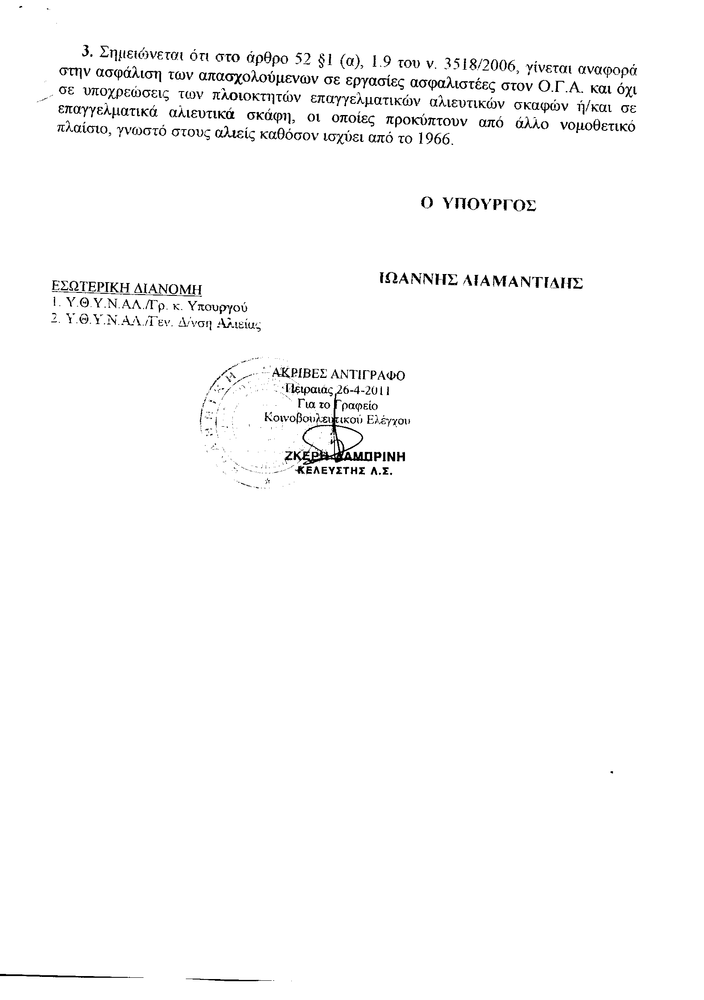 3. Σημειώνεται ότι στο άρθρο 52 §1 (α), 1.9 του ν. 3518/2006, γίνεται αναφορά
στην ασφάλιση των απασχολούμενων σε εργασίες ασφαλιστέες στον Ο.Γ.Α. και όχι
σε υποχρεώσεις των πλοιοκτητών επαγγελματικών αλιευτικών σκαφών ή/και σε
επαγγελματικά αλιευτικά σκάφη, οι οποίες προκύπτουν από άλλο νομοθετικό
πλαίσιο, γνωστό στους αλιείς καθόσον ισχύει από το 1966.
Ο ΥΠΟΥΡΓΟΣ
ΙΩΑΝΝΗΣ ΔΙΑΜΑΝΤΙΔΗΣ
ΕΣΩΤΕΡΙΚΗ ΔΙΑΝΟΜΗ
1. Υ.Θ.Υ.Ν.ΑΛ./Γρ. κ. Υπουργού
2. Υ.Θ.Υ.Ν.ΑΛ./Γεν. Δ/νση Αλιείας
ΑΚΡΙΒΕΣ ΑΝΤΙΓΡΑΦΟ
Πειραιάς 26-4-2011
Για το Γραφείο
Κοινοβουλευτικού Ελέγχου
ΖΚΕΡΗ ΛΑΜΠΡΙΝΗ
ΚΕΛΕΥΣΤΗΣ Λ.Σ.